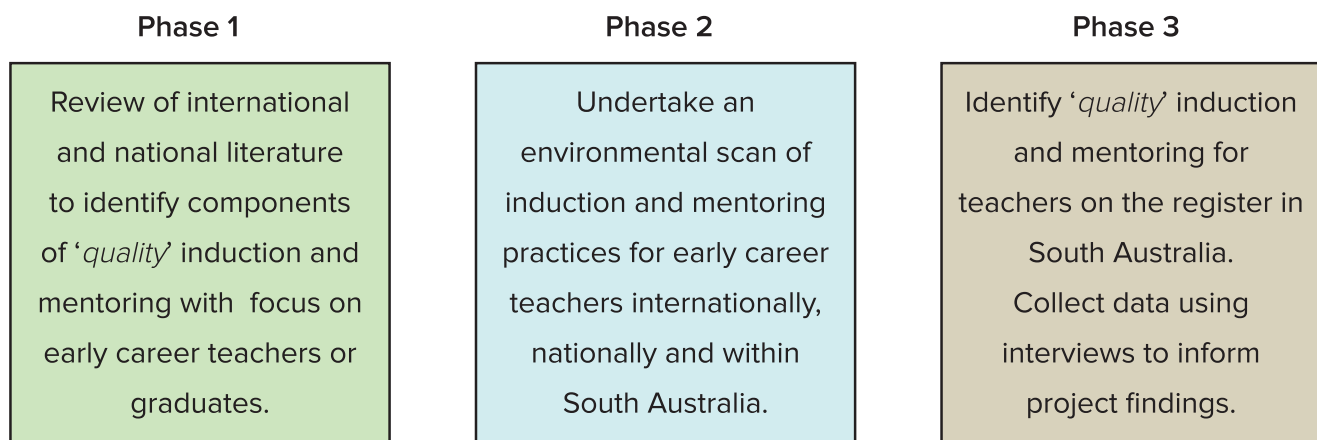 Phase 1
Review of international
and national literature
to identify components
of ‘quality’ induction and
mentoring with  focus on
early career teachers or
graduates.
Phase 2
Undertake an
environmental scan of
induction and mentoring
practices for early career
teachers internationally,
nationally and within
South Australia.
Phase 3
Identify ‘quality’ induction
and mentoring for
teachers on the register in
South Australia.
Collect data using
interviews to inform
project findings.